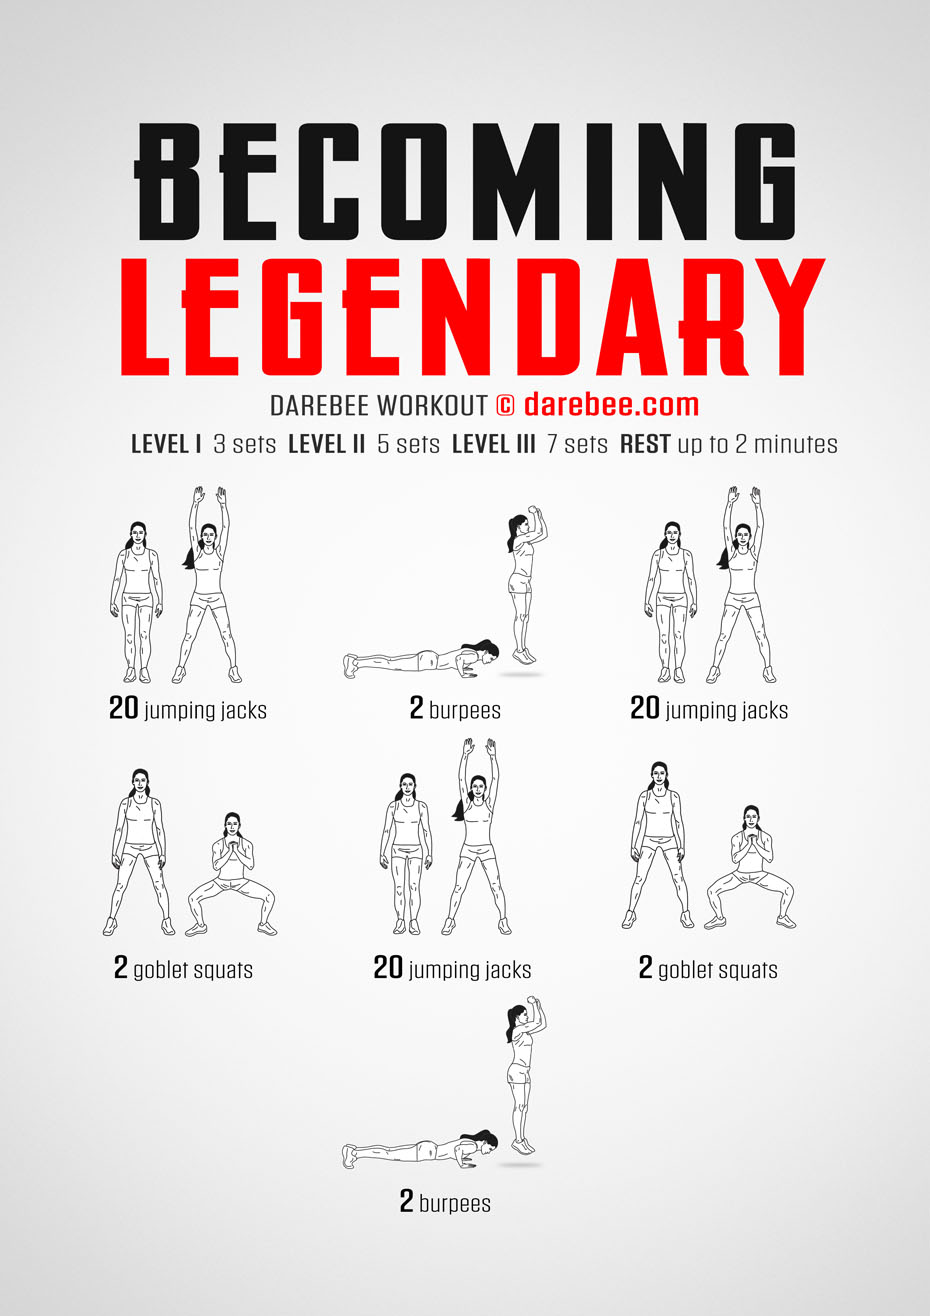 BECOMING
LEGENDARY
DAREBEE WORKOUT © darebee.com
LEVEL I 3 sets LEVEL II 5 sets LEVEL III 7 sets REST up to 2 minutes
20 jumping jacks
2 burpees
20 jumping jacks
2 goblet squats
20 jumping jacks
2 goblet squats
2 burpees